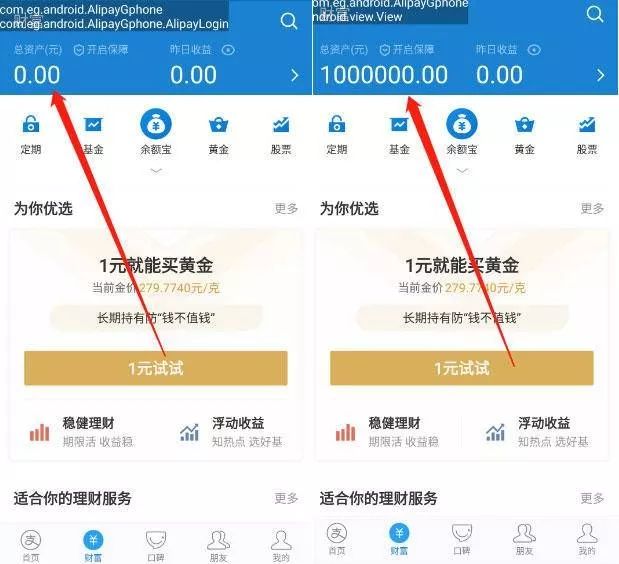 com.eg.android.AlipayGphone
com.eg.android.AlipayGphone.AlipayLogin
财富
总资产(元) 开启保障 昨日收益
0.00 0.00
定期 基金 余额宝 黄金 股票
为你优选 更多
1元就能买黄金
当前金价279.7740元/克
长期持有防“钱不值钱”
1元试试
稳健理财 浮动收益
期限活 收益稳 知热点 选好基
适合你的理财服务 更多
首页 财富 口碑 朋友 我的
com.eg.android.AlipayGphone
android.view.View
财富
总资产(元) 开启保障 昨日收益
1000000.00 0.00
定期 基金 余额宝 黄金 股票
为你优选 更多
1元就能买黄金
当前金价279.7740元/克
长期持有防“钱不值钱”
1元试试
稳健理财 浮动收益
期限活 收益稳 知热点 选好基
适合你的理财服务 更多
首页 财富 口碑 朋友 我的